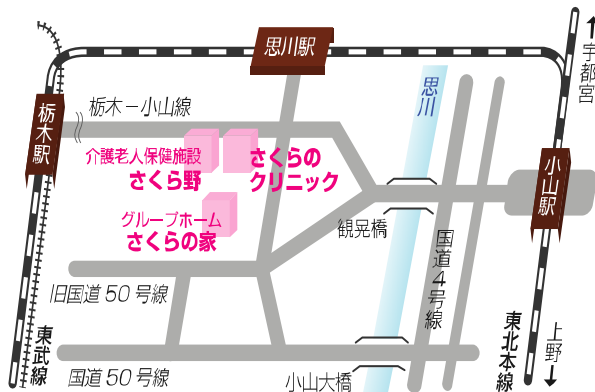 思川駅
宇都宮
思川
栃木－小山線
栃木駅
介護老人保健施設
さくら野
さくらの
クリニック
小山駅
グループホーム
さくらの家
観晃橋
国道4号線
旧国道50号線
東武線
国道50号線
小山大橋
東北本線
上野